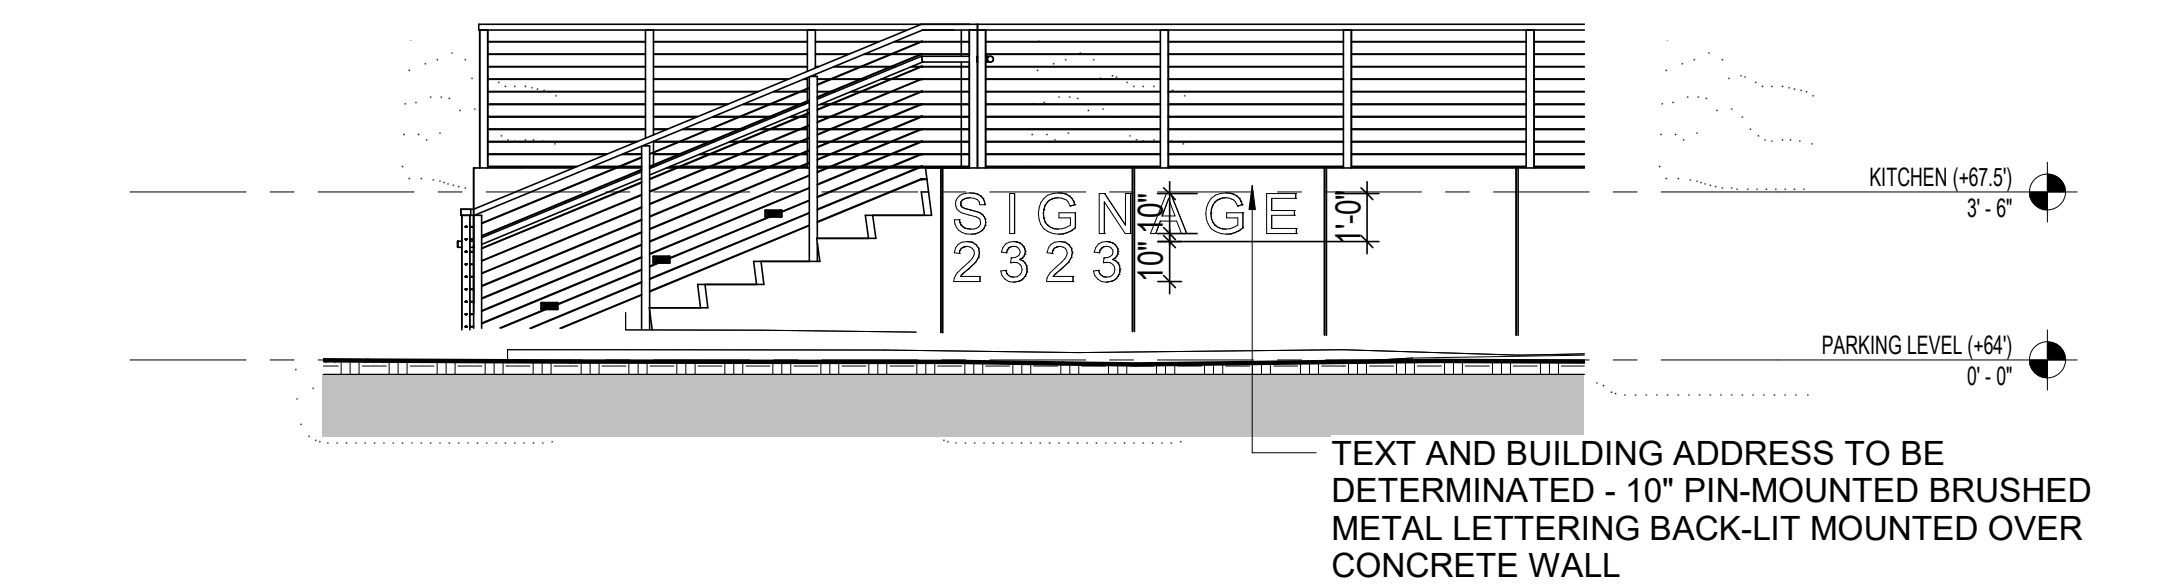 KITCHEN (+67.5')
3' - 6"
SIGNAGE
10"
1'-0"
2323
10"
PARKING LEVEL (+64')
0' - 0"
TEXT AND BUILDING ADDRESS TO BE
DETERMINATED - 10" PIN-MOUNTED BRUSHED
METAL LETTERING BACK-LIT MOUNTED OVER
CONCRETE WALL